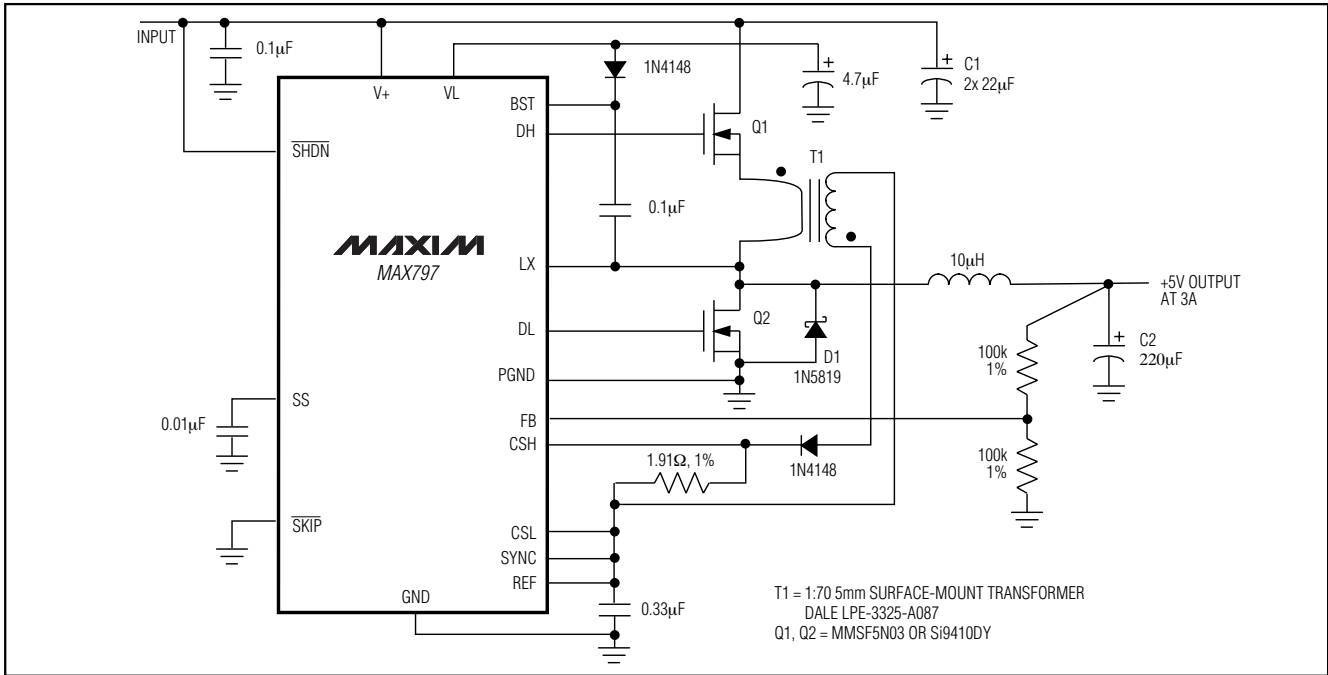 INPUT
0.1µF
1N4148
4.7µF
+
C1
2x 22µF
+
V+
VL
BST
DH
Q1
T1
SHDN
0.1µF
MAXIM
MAX797
LX
10µH
+5V OUTPUT
AT 3A
DL
Q2
D1
1N5819
+
C2
220µF
100k
1%
PGND
SS
0.01µF
FB
CSH
1N4148
1.91Ω, 1%
100k
1%
SKIP
CSL
SYNC
REF
GND
0.33µF
T1 = 1:70 5mm SURFACE-MOUNT TRANSFORMER
DALE LPE-3325-A087
Q1, Q2 = MMSF5N03 OR Si9410DY